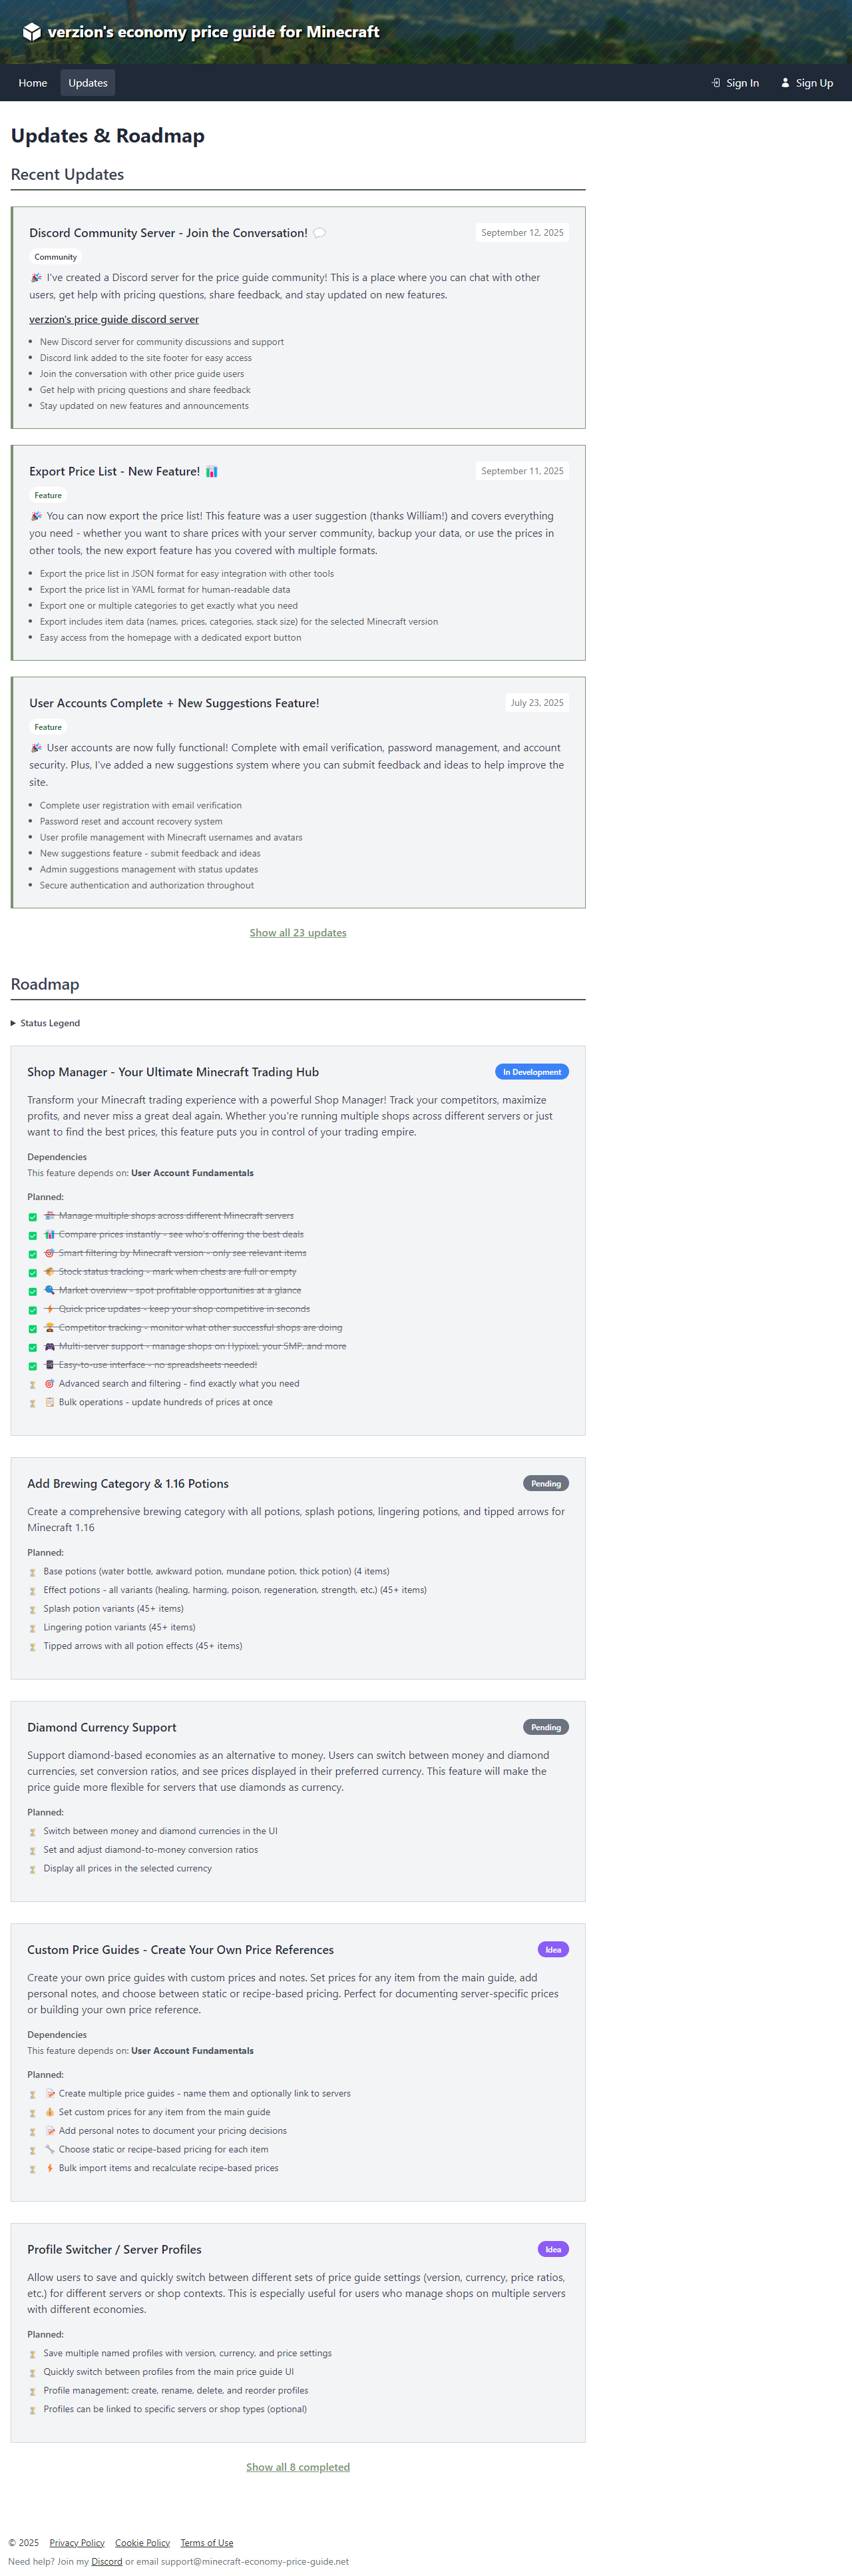 verzion's economy price guide for Minecraft
Home
Updates
Sign In
Sign Up
Updates & Roadmap
Recent Updates
Discord Community Server - Join the Conversation! 💬
September 12, 2025
Community
🎉 I've created a Discord server for the price guide community! This is a place where you can chat with other
users, get help with pricing questions, share feedback, and stay updated on new features.
verzion's price guide discord server
• New Discord server for community discussions and support
• Discord link added to the site footer for easy access
• Join the conversation with other price guide users
• Get help with pricing questions and share feedback
• Stay updated on new features and announcements
Export Price List - New Feature! 📊
September 11, 2025
Feature
🎉 You can now export the price list! This feature was a user suggestion (thanks William!) and covers everything
you need - whether you want to share prices with your server community, backup your data, or use the prices in
other tools, the new export feature has you covered with multiple formats.
• Export the price list in JSON format for easy integration with other tools
• Export the price list in YAML format for human-readable data
• Export one or multiple categories to get exactly what you need
• Export includes item data (names, prices, categories, stack size) for the selected Minecraft version
• Easy access from the homepage with a dedicated export button
User Accounts Complete + New Suggestions Feature!
July 23, 2025
Feature
🎉 User accounts are now fully functional! Complete with email verification, password management, and account
security. Plus, I've added a new suggestions system where you can submit feedback and ideas to help improve the
site.
• Complete user registration with email verification
• Password reset and account recovery system
• User profile management with Minecraft usernames and avatars
• New suggestions feature - submit feedback and ideas
• Admin suggestions management with status updates
• Secure authentication and authorization throughout
Show all 23 updates
Roadmap
▶ Status Legend
Shop Manager - Your Ultimate Minecraft Trading Hub
In Development
Transform your Minecraft trading experience with a powerful Shop Manager! Track your competitors, maximize
profits, and never miss a great deal again. Whether you're running multiple shops across different servers or just
want to find the best prices, this feature puts you in control of your trading empire.
Dependencies
This feature depends on: User Account Fundamentals
Planned:
Manage multiple shops across different Minecraft servers
Compare prices instantly - see who's offering the best deals
Smart filtering by Minecraft version - only see relevant items
Stock status tracking - mark when chests are full or empty
Market overview - spot profitable opportunities at a glance
Quick price updates - keep your shop competitive in seconds
Competitor tracking - monitor what other successful shops are doing
Multi-server support - manage shops on Hypixel, your SMP, and more
Easy-to-use interface - no spreadsheets needed!
Advanced search and filtering - find exactly what you need
Bulk operations - update hundreds of prices at once
Add Brewing Category & 1.16 Potions
Pending
Create a comprehensive brewing category with all potions, splash potions, lingering potions, and tipped arrows for
Minecraft 1.16
Planned:
Base potions (water bottle, awkward potion, mundane potion, thick potion) (4 items)
Effect potions - all variants (healing, harming, poison, regeneration, strength, etc.) (45+ items)
Splash potion variants (45+ items)
Lingering potion variants (45+ items)
Tipped arrows with all potion effects (45+ items)
Diamond Currency Support
Pending
Support diamond-based economies as an alternative to money. Users can switch between money and diamond
currencies, set conversion ratios, and see prices displayed in their preferred currency. This feature will make the
price guide more flexible for servers that use diamonds as currency.
Planned:
Switch between money and diamond currencies in the UI
Set and adjust diamond-to-money conversion ratios
Display all prices in the selected currency
Custom Price Guides - Create Your Own Price References
Idea
Create your own price guides with custom prices and notes. Set prices for any item from the main guide, add
personal notes, and choose between static or recipe-based pricing. Perfect for documenting server-specific prices
or building your own price reference.
Dependencies
This feature depends on: User Account Fundamentals
Planned:
Create multiple price guides - name them and optionally link to servers
Set custom prices for any item from the main guide
Add personal notes to document your pricing decisions
Choose static or recipe-based pricing for each item
Bulk import items and recalculate recipe-based prices
Profile Switcher / Server Profiles
Idea
Allow users to save and quickly switch between different sets of price guide settings (version, currency, price ratios,
etc.) for different servers or shop contexts. This is especially useful for users who manage shops on multiple servers
with different economies.
Planned:
Save multiple named profiles with version, currency, and price settings
Quickly switch between profiles from the main price guide UI
Profile management: create, rename, delete, and reorder profiles
Profiles can be linked to specific servers or shop types (optional)
Show all 8 completed
© 2025 Privacy Policy Cookie Policy Terms of Use
Need help? Join my Discord or email support@minecraft-economy-price-guide.net